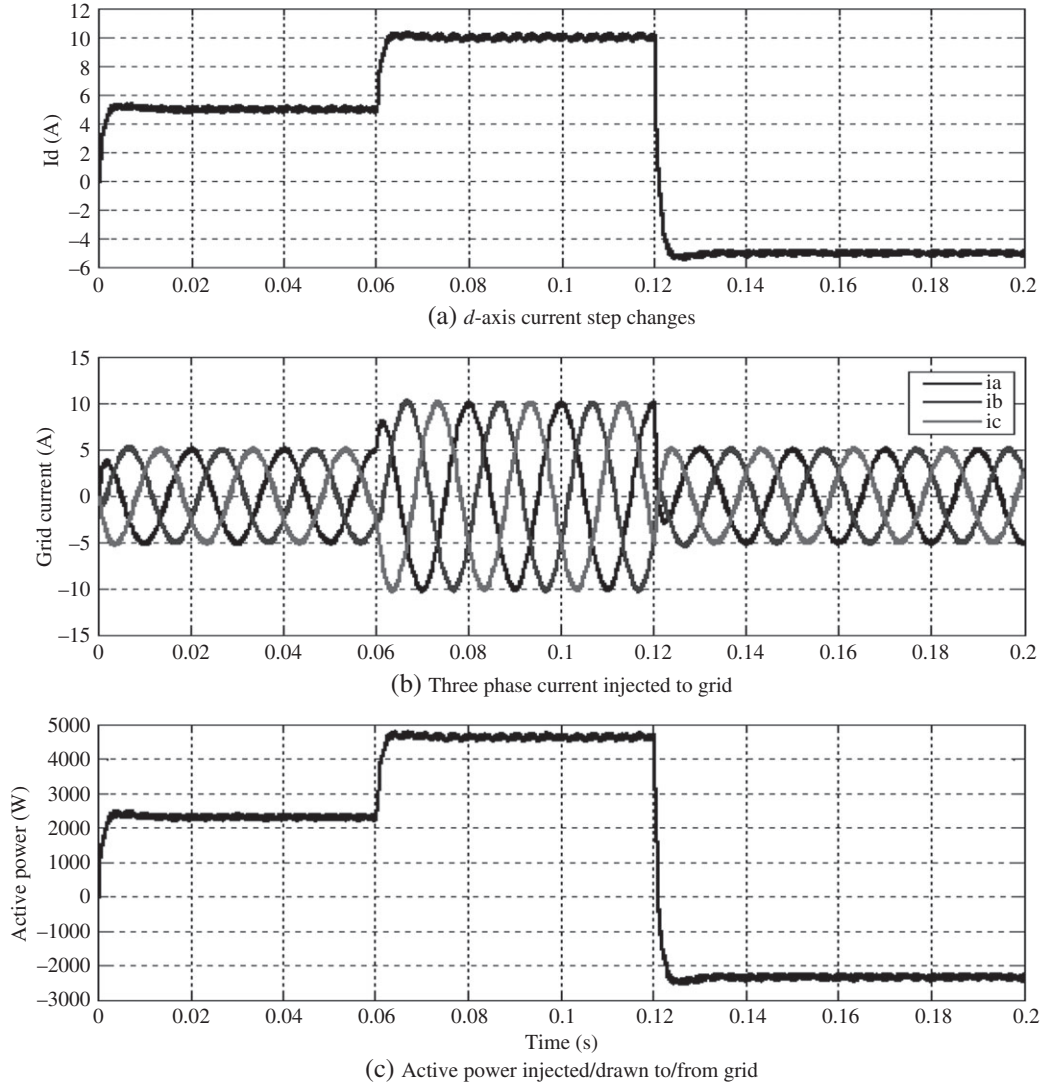 12
10
8
6
4
2
0
−2
−4
−6
Id (A)
0 0.02 0.04 0.06 0.08 0.1 0.12 0.14 0.16 0.18 0.2
(a) d-axis current step changes
15
10
5
0
−5
−10
−15
Grid current (A)
ia
ib
ic
0 0.02 0.04 0.06 0.08 0.1 0.12 0.14 0.16 0.18 0.2
(b) Three phase current injected to grid
5000
4000
3000
2000
1000
0
−1000
−2000
−3000
Active power (W)
0 0.02 0.04 0.06 0.08 0.1 0.12 0.14 0.16 0.18 0.2
Time (s)
(c) Active power injected/drawn to/from grid